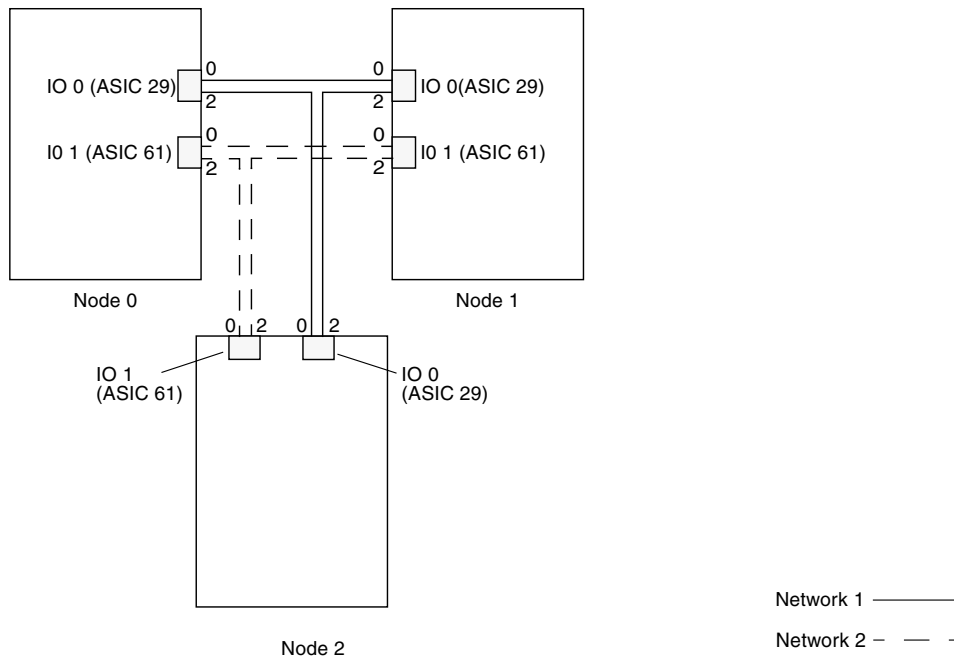 0
0
IO 0 (ASIC 29)
IO 0(ASIC 29)
2
2
0
0
I0 1 (ASIC 61)
I0 1 (ASIC 61)
2
2
Node 0
Node 1
0 2
0 2
IO 1
(ASIC 61)
IO 0
(ASIC 29)
Node 2
Network 1
Network 2